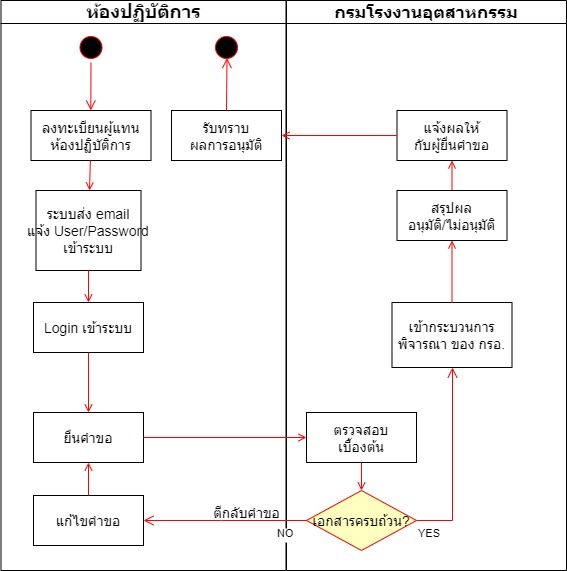 ห้องปฏิบัติการ
กรมโรงงานอุตสาหกรรม
ลงทะเบียนผู้แทน
ห้องปฏิบัติการ
รับทราบ
ผลการอนุมัติ
แจ้งผลให้
กับผู้ยื่นคำขอ
ระบบส่ง email
แจ้ง User/Password
เข้าระบบ
สรุปผล
อนุมัติ/ไม่อนุมัติ
Login เข้าระบบ
เข้ากระบวนการ
พิจารณา ของ กรอ.
ยื่นคำขอ
ตรวจสอบ
เบื้องต้น
แก้ไขคำขอ
ตีกลับคำขอ
NO
เอกสารครบถ้วน?
YES